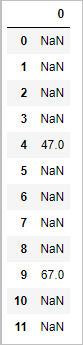 0
0 NaN
1 NaN
2 NaN
3 NaN
4 47.0
5 NaN
6 NaN
7 NaN
8 NaN
9 67.0
10 NaN
11 NaN